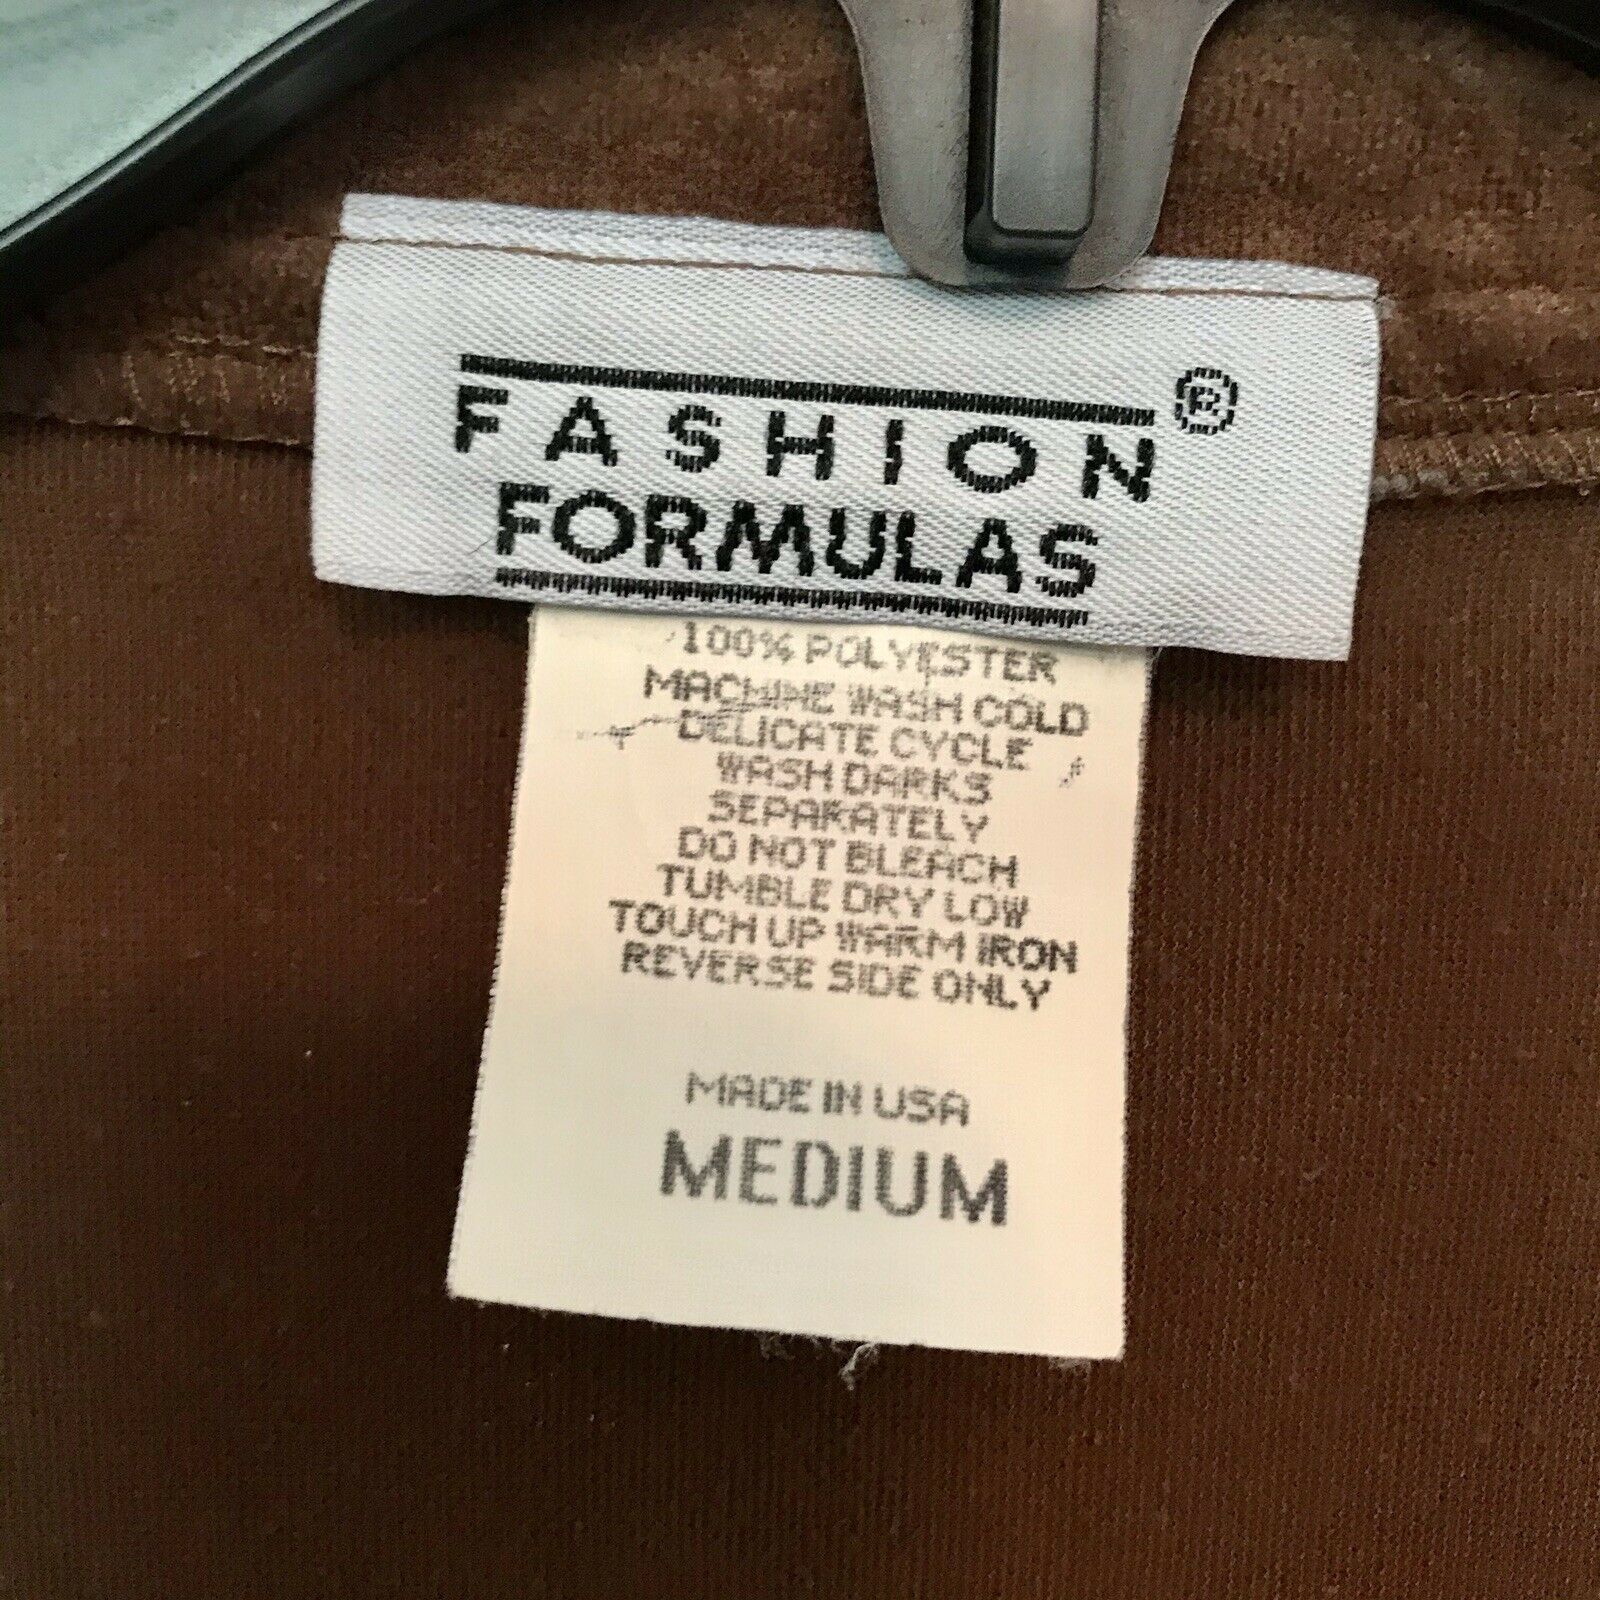 FASHION ®
FORMULAS
100% POLYESTER
MACHINE WASH COLD
DELICATE CYCLE
WASH DARKS
SEPARATELY
DO NOT BLEACH
TUMBLE DRY LOW
TOUCH UP WARM IRON
REVERSE SIDE ONLY
MADE IN USA
MEDIUM